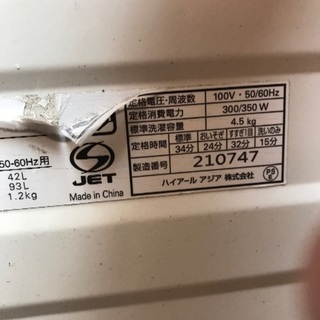 50-60Hz用
42L
93L
1.2kg
JET
Made in China
定格電圧・周波数 100V・50/60Hz
定格消費電力 300/350W
標準洗濯容量 4.5kg
定格時間 標準 おいそぎ すすぎ1回 洗いのみ
34分 24分 32分 15分
製造番号 210747
ハイアール アジア 株式会社
PS
E